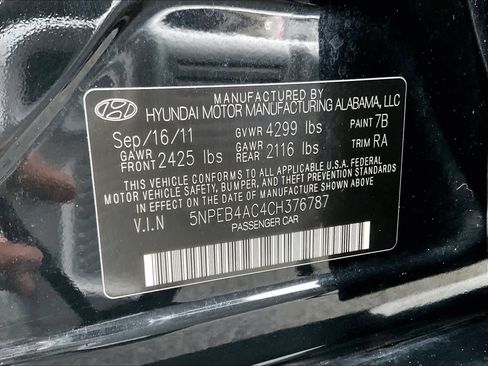 MANUFACTURED BY
HYUNDAI MOTOR MANUFACTURING ALABAMA, LLC
Sep/16/11 GVWR 4299 lbs PAINT 7B
GAWR FRONT 2425 lbs GAWR REAR 2116 lbs TRIM RA
THIS VEHICLE CONFORMS TO ALL APPLICABLE U.S.A. FEDERAL
MOTOR VEHICLE SAFETY, BUMPER, AND THEFT PREVENTION STANDARDS
IN EFFECT ON THE DATE OF MANUFACTURE SHOWN ABOVE.
V.I.N 5NPEB4AC4CH376787
PASSENGER CAR